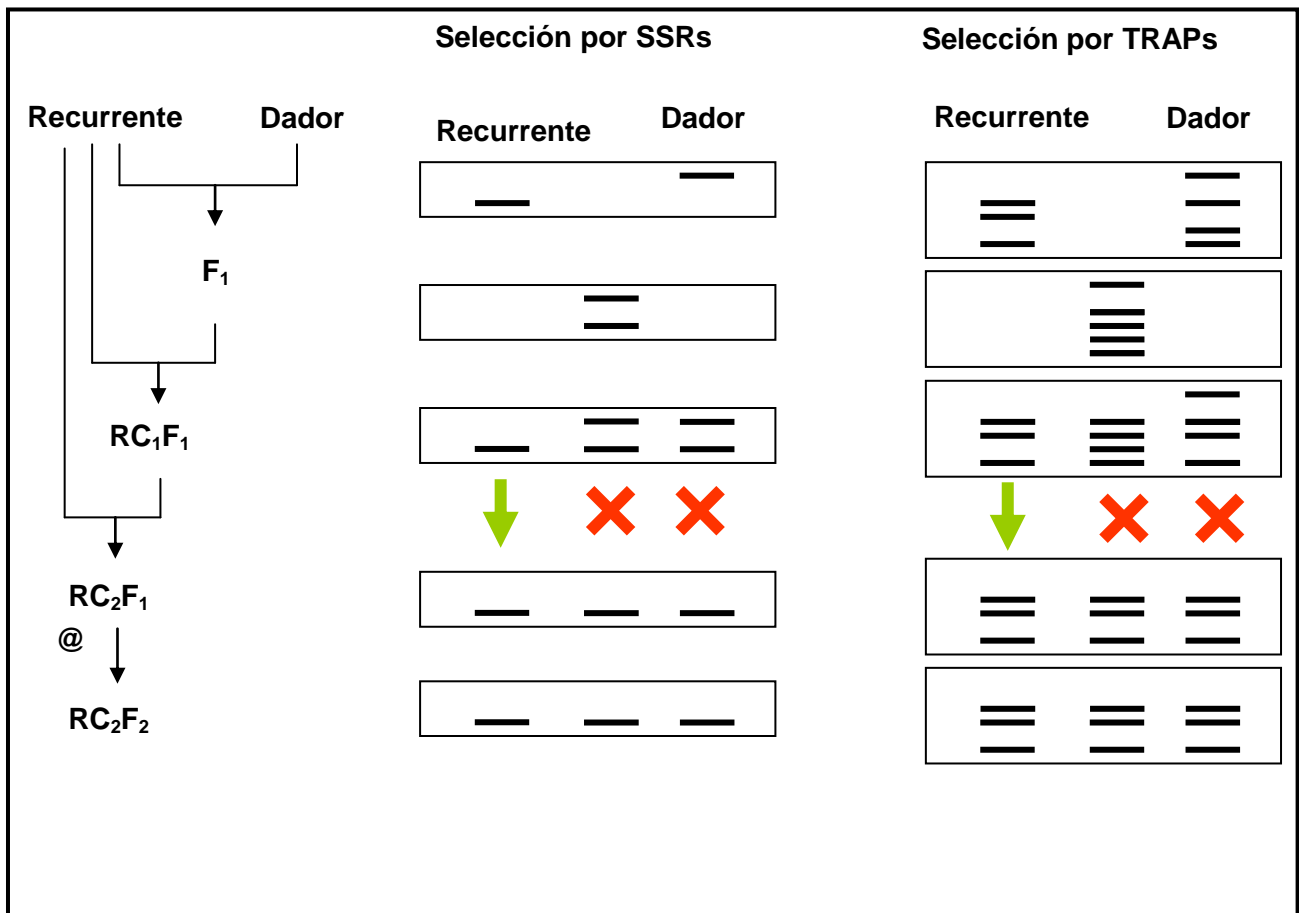 Selección por SSRs
Selección por TRAPs
Recurrente Dador
Recurrente Dador
Recurrente Dador
F₁
RC₁F₁
RC₂F₁
@
RC₂F₂